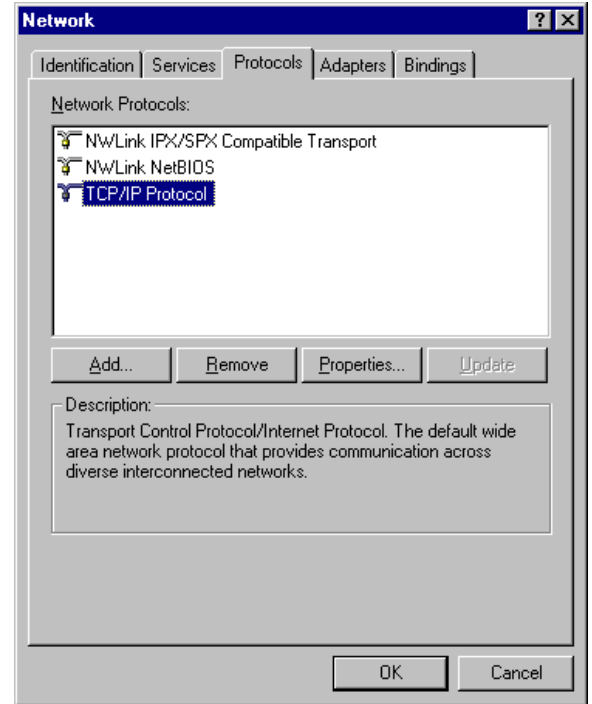 Network
Identification Services Protocols Adapters Bindings
Network Protocols:
NWLink IPX/SPX Compatible Transport
NWLink NetBIOS
TCP/IP Protocol
Add... Remove Properties... Update
Description:
Transport Control Protocol/Internet Protocol. The default wide
area network protocol that provides communication across
diverse interconnected networks.
OK Cancel